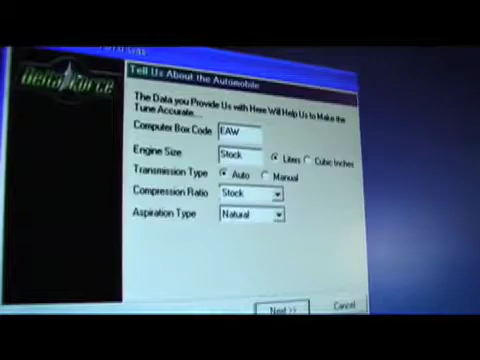 Delta Force
Tell Us About the Automobile
The Data you Provide Us with Here Will Help Us to Make the
Tune Accurate....
Computer Box Code EAW
Engine Size Stock Liters Cubic Inches
Transmission Type Auto Manual
Compression Ratio Stock
Aspiration Type Natural
Next >> Cancel